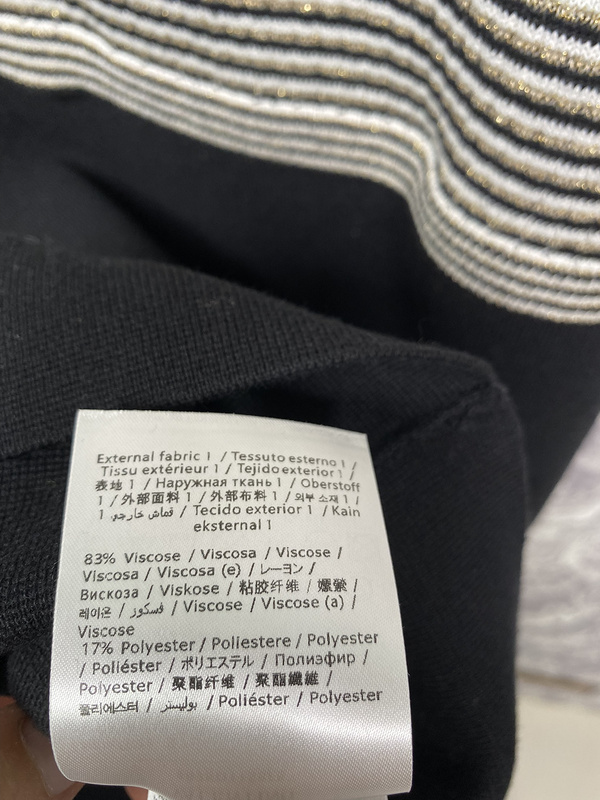 External fabric 1 / Tessuto esterno 1 /
Tissu extérieur 1 / Tejido exterior 1 /
表地 1 / Наружная ткань 1 / Oberstoff
1 / 外部面料 1 / 外部布料 1 / 외부 소재 1 /
1 قماش خارجي / Tecido exterior 1 / Kain
eksternal 1
83% Viscose / Viscosa / Viscose /
Viscosa / Viscosa (e) / レーヨン /
Вискоза / Viskose / 粘胶纤维 / 嫘縈 /
레이온 / فسكوز / Viscose / Viscose (a) /
Viscose
17% Polyester / Poliestere / Polyester
/ Poliéster / ポリエステル / Полиэфир /
Polyester / 聚酯纤维 / 聚酯纖維 /
폴리에스터 / بوليستر / Poliéster / Polyester